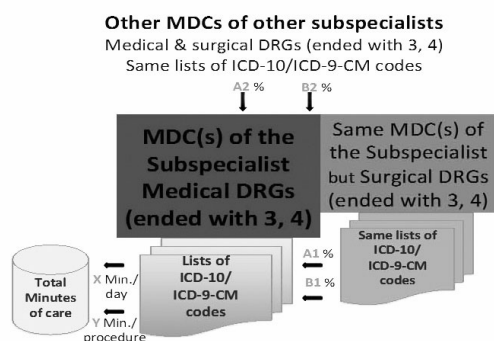 Other MDCs of other subspecialists
Medical & surgical DRGs (ended with 3, 4)
Same lists of ICD-10/ICD-9-CM codes
A2 %
B2 %
MDC(s) of the
Subspecialist
Medical DRGs
(ended with 3, 4)
Same MDC(s) of
the Subspecialist
but Surgical DRGs
(ended with 3, 4)
Total
Minutes
of care
X Min./
day
Y Min./
procedure
Lists of
ICD-10/
ICD-9-CM
codes
A1 %
B1 %
Same lists of
ICD-10/
ICD-9-CM
codes